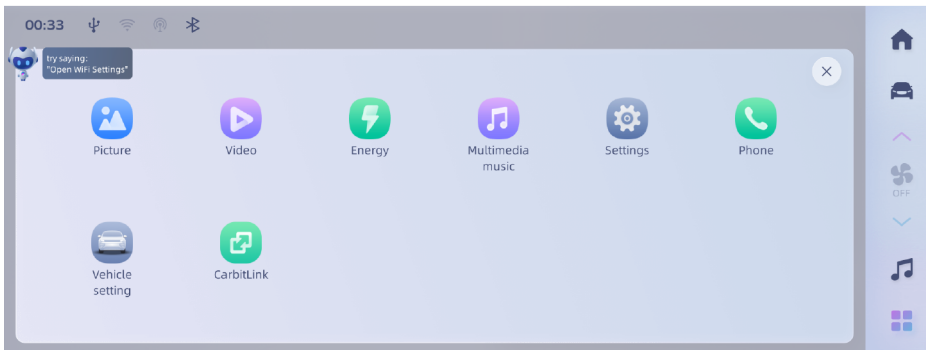 00:33
try saying:
"Open WiFi Settings"
Picture
Video
Energy
Multimedia
music
Settings
Phone
OFF
Vehicle
setting
CarbitLink